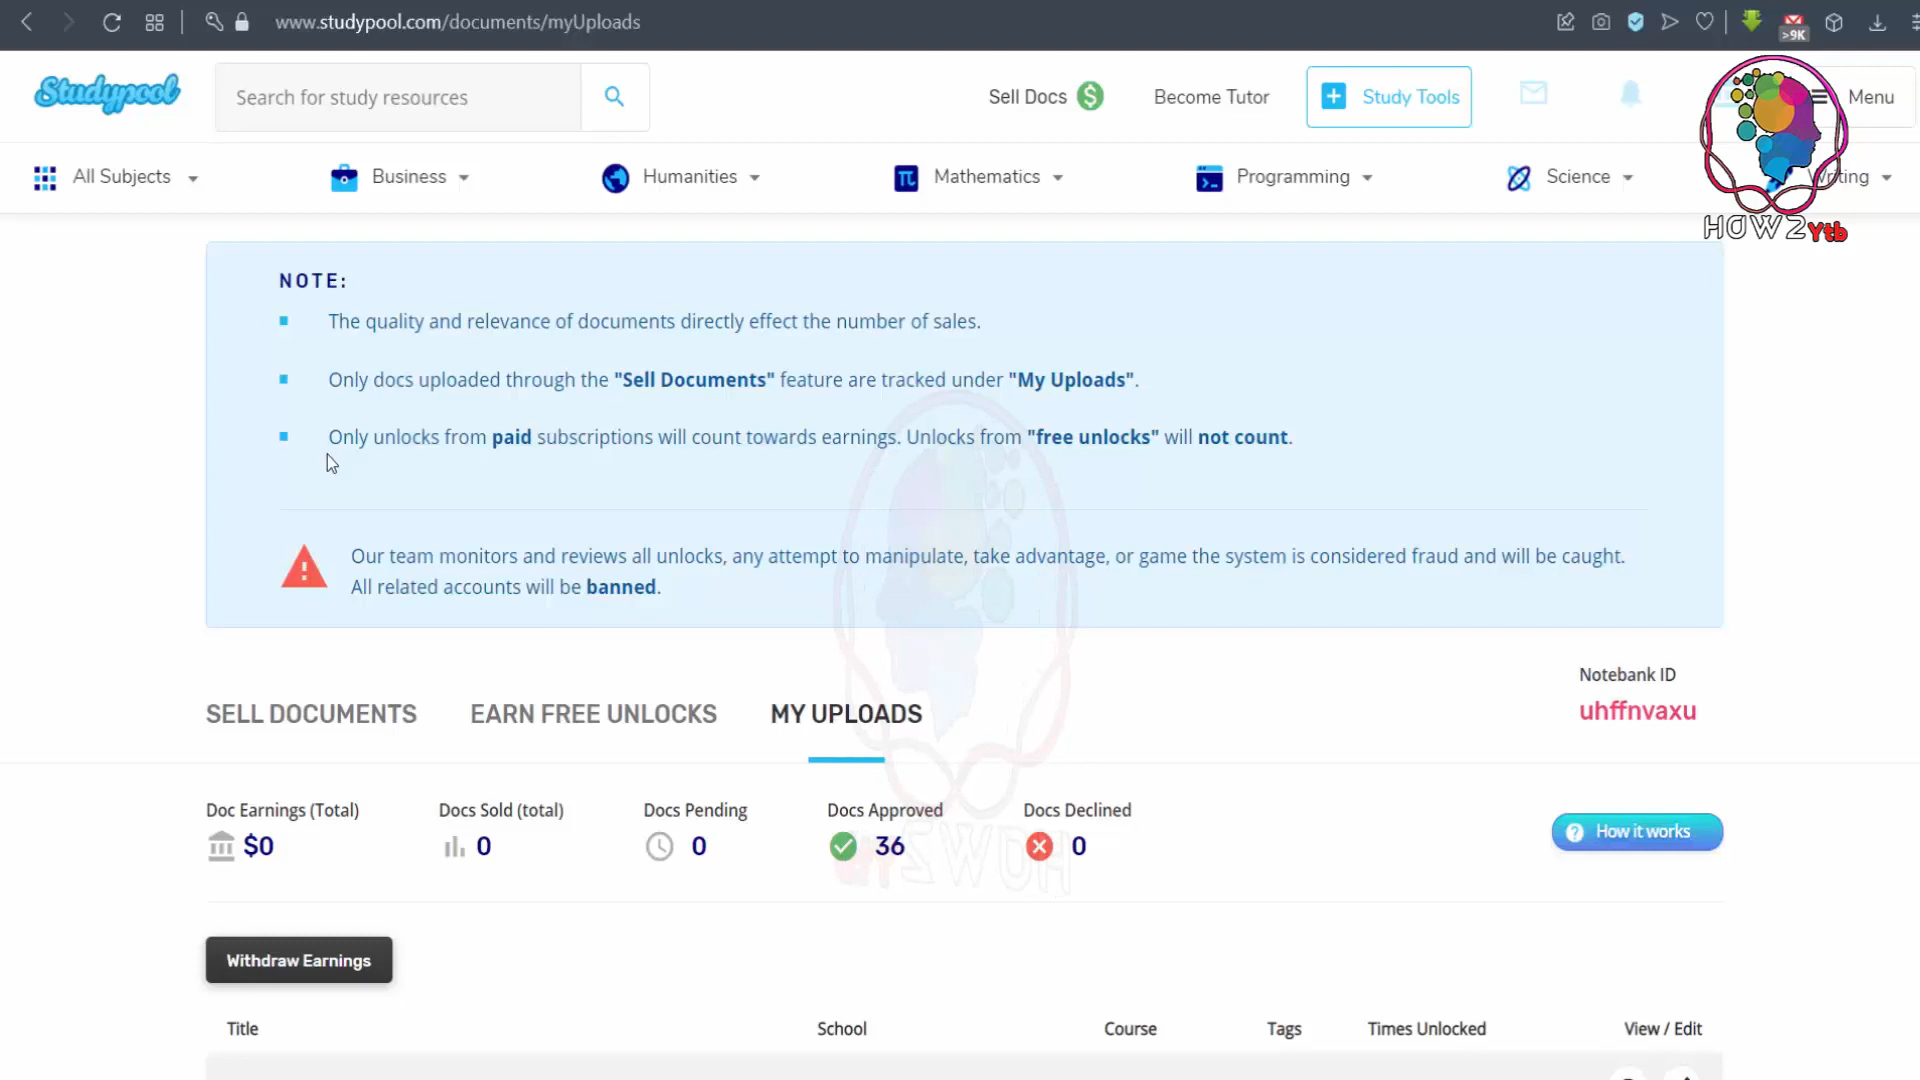 www.studypool.com/documents/myUploads
>9K
Studypool
Search for study resources
Sell Docs $
Become Tutor
+ Study Tools
Menu
All Subjects
Business
Humanities
π Mathematics
Programming
Science
Writing
HOW2Ytb
NOTE:
The quality and relevance of documents directly effect the number of sales.
Only docs uploaded through the "Sell Documents" feature are tracked under "My Uploads".
Only unlocks from paid subscriptions will count towards earnings. Unlocks from "free unlocks" will not count.
Our team monitors and reviews all unlocks, any attempt to manipulate, take advantage, or game the system is considered fraud and will be caught.
All related accounts will be banned.
Notebank ID
uhffnvaxu
SELL DOCUMENTS
EARN FREE UNLOCKS
MY UPLOADS
Doc Earnings (Total)
Docs Sold (total)
Docs Pending
Docs Approved
Docs Declined
$0
0
0
36
0
? How it works
Withdraw Earnings
Title
School
Course
Tags
Times Unlocked
View / Edit